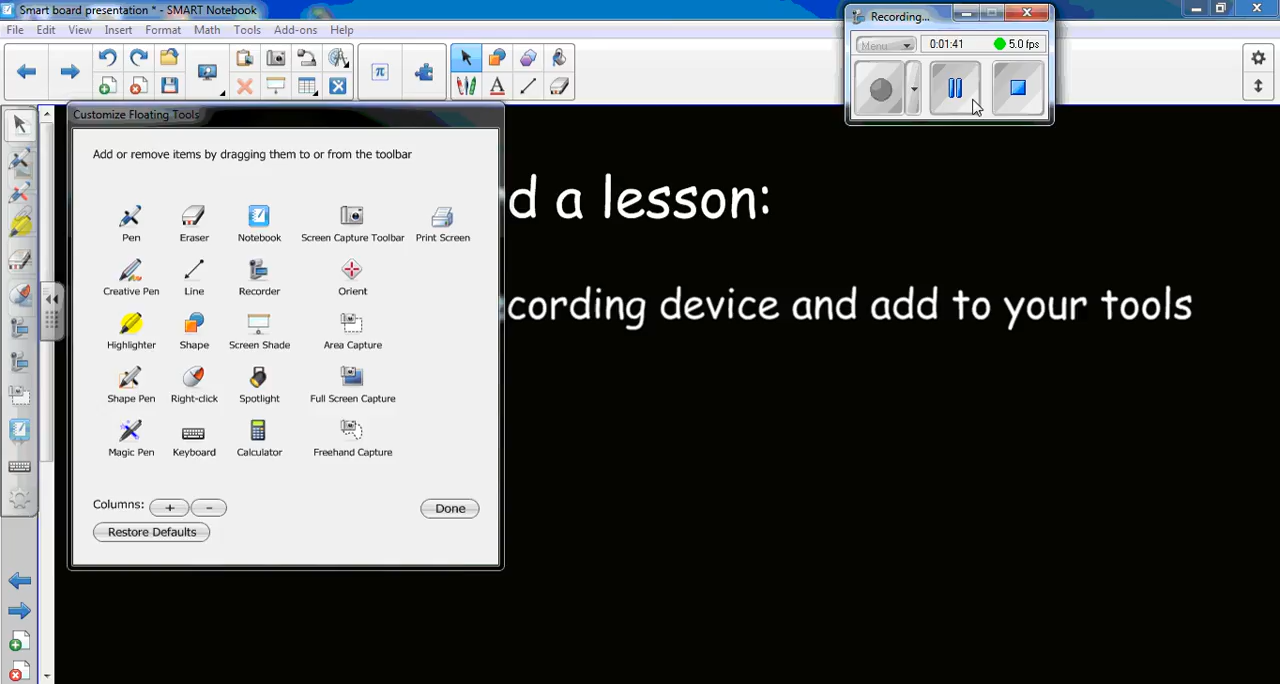 Smart board presentation * - SMART Notebook
File Edit View Insert Format Math Tools Add-ons Help
Recording...
Menu 0:01:41 5.0 fps
Customize Floating Tools
Add or remove items by dragging them to or from the toolbar
Pen Eraser Notebook Screen Capture Toolbar Print Screen
Creative Pen Line Recorder Orient
Highlighter Shape Screen Shade Area Capture
Shape Pen Right-click Spotlight Full Screen Capture
Magic Pen Keyboard Calculator Freehand Capture
Columns: + -
Done
Restore Defaults
d a lesson:
cording device and add to your tools